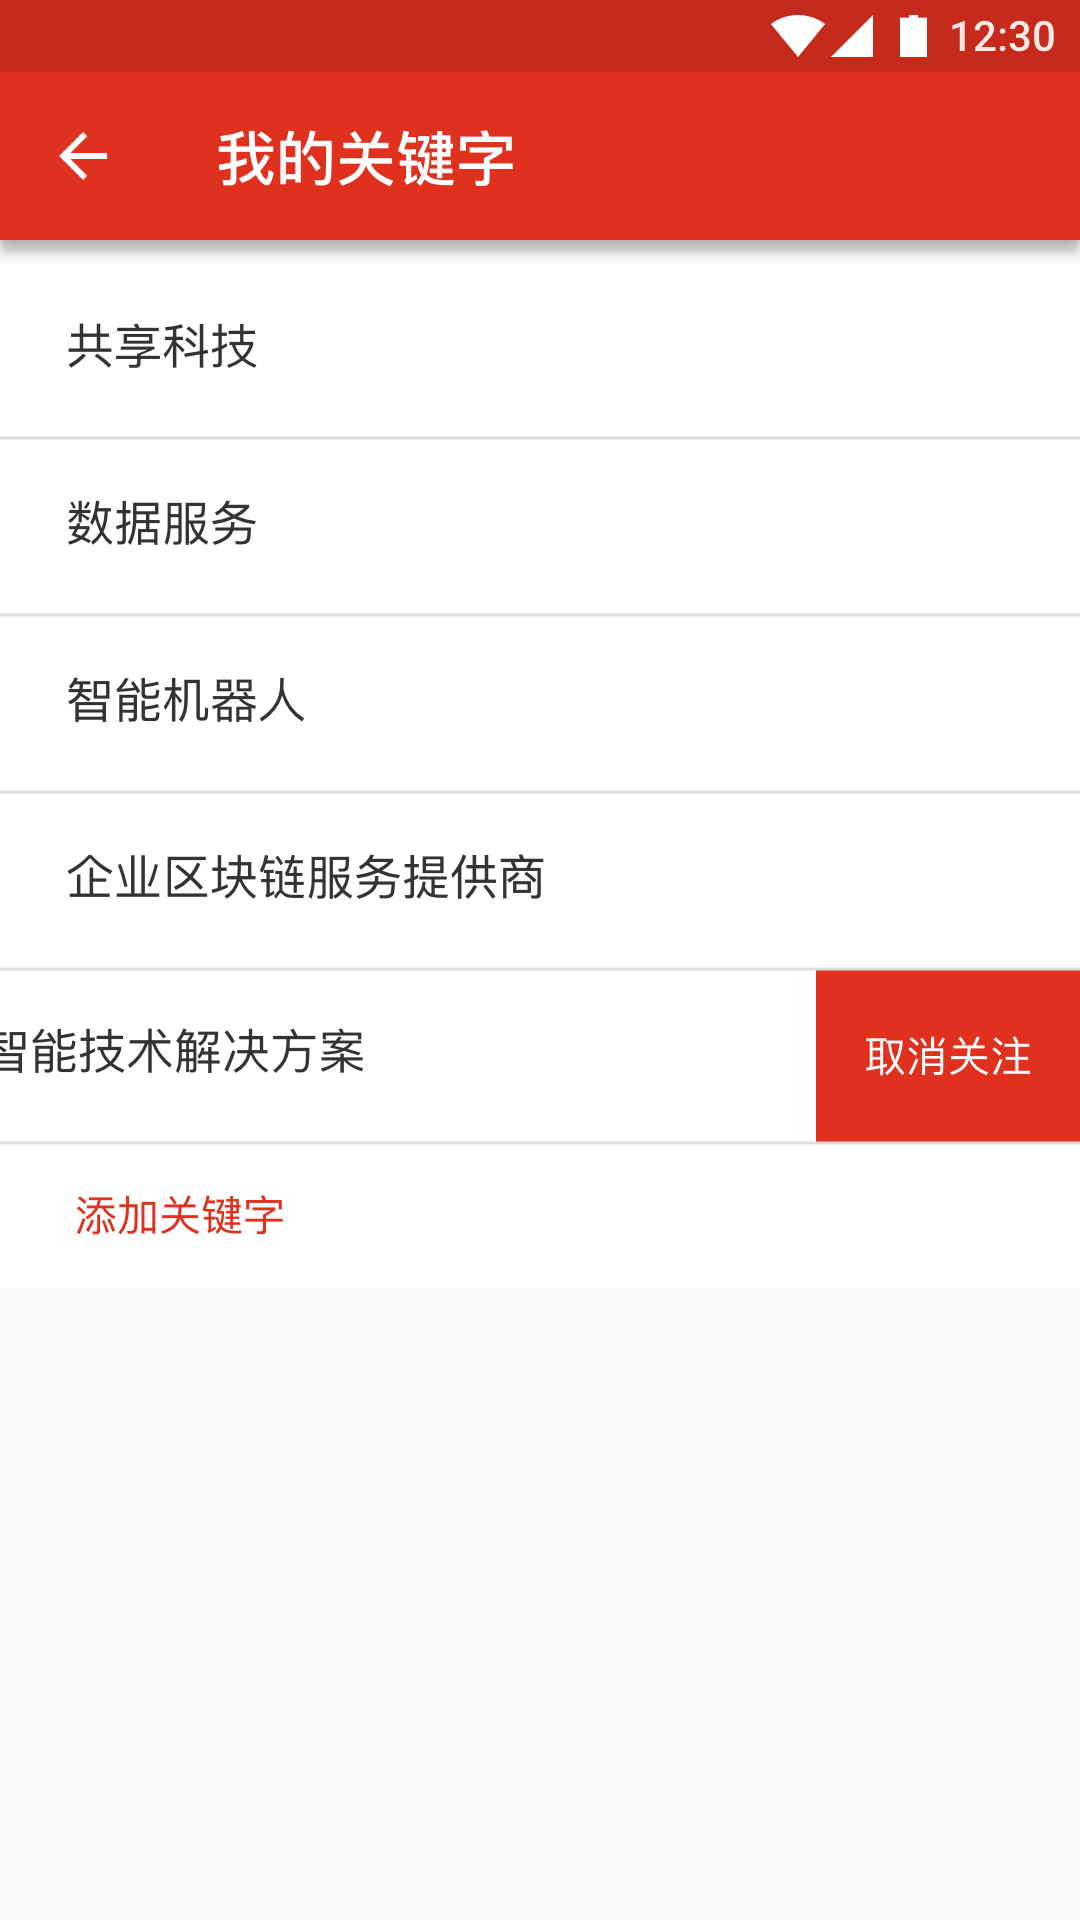 12:30
我的关键字
共享科技
数据服务
智能机器人
企业区块链服务提供商
智能技术解决方案
取消关注
添加关键字